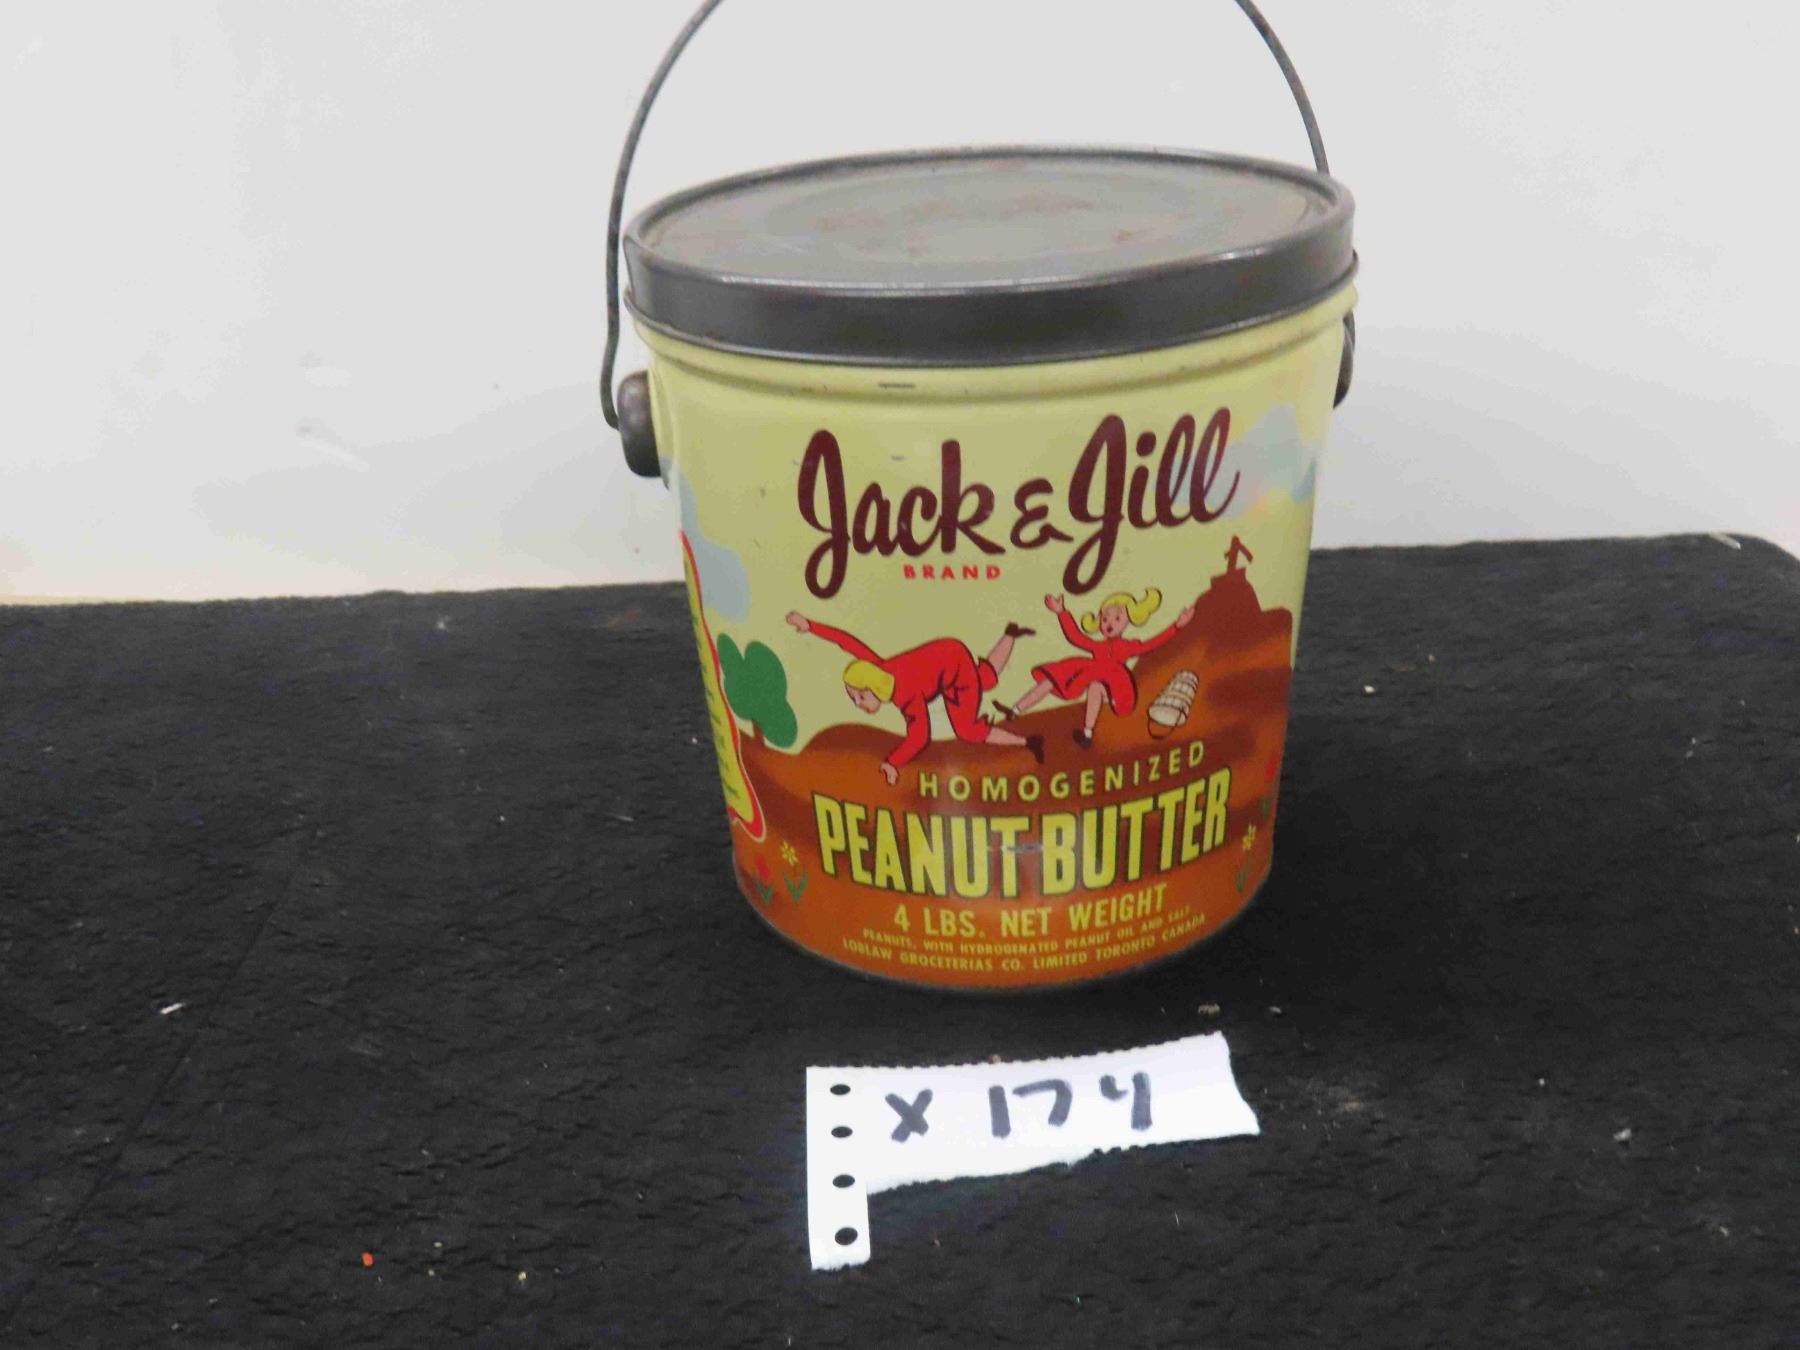 Jack & Jill
BRAND
HOMOGENIZED
PEANUT BUTTER
4 LBS. NET WEIGHT
PEANUTS, WITH HYDROGENATED PEANUT OIL AND SALT
LOBLAW GROCETERIAS CO. LIMITED TORONTO CANADA
X 174